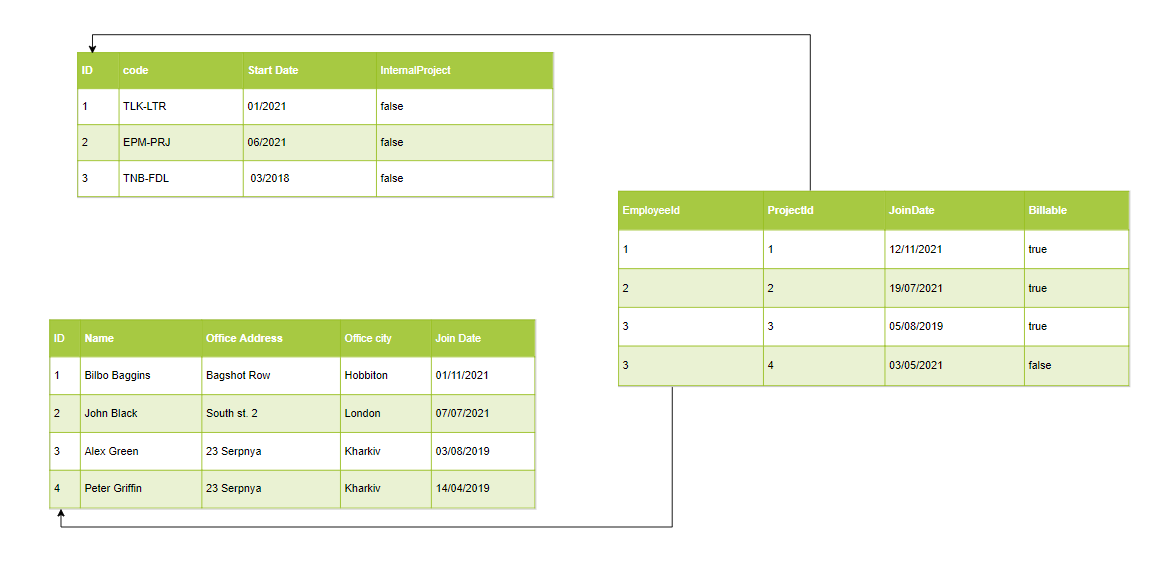 ID code Start Date InternalProject
1 TLK-LTR 01/2021 false
2 EPM-PRJ 06/2021 false
3 TNB-FDL 03/2018 false
EmployeeId ProjectId JoinDate Billable
1 1 12/11/2021 true
2 2 19/07/2021 true
3 3 05/08/2019 true
3 4 03/05/2021 false
ID Name Office Address Office city Join Date
1 Bilbo Baggins Bagshot Row Hobbiton 01/11/2021
2 John Black South st. 2 London 07/07/2021
3 Alex Green 23 Serpnya Kharkiv 03/08/2019
4 Peter Griffin 23 Serpnya Kharkiv 14/04/2019